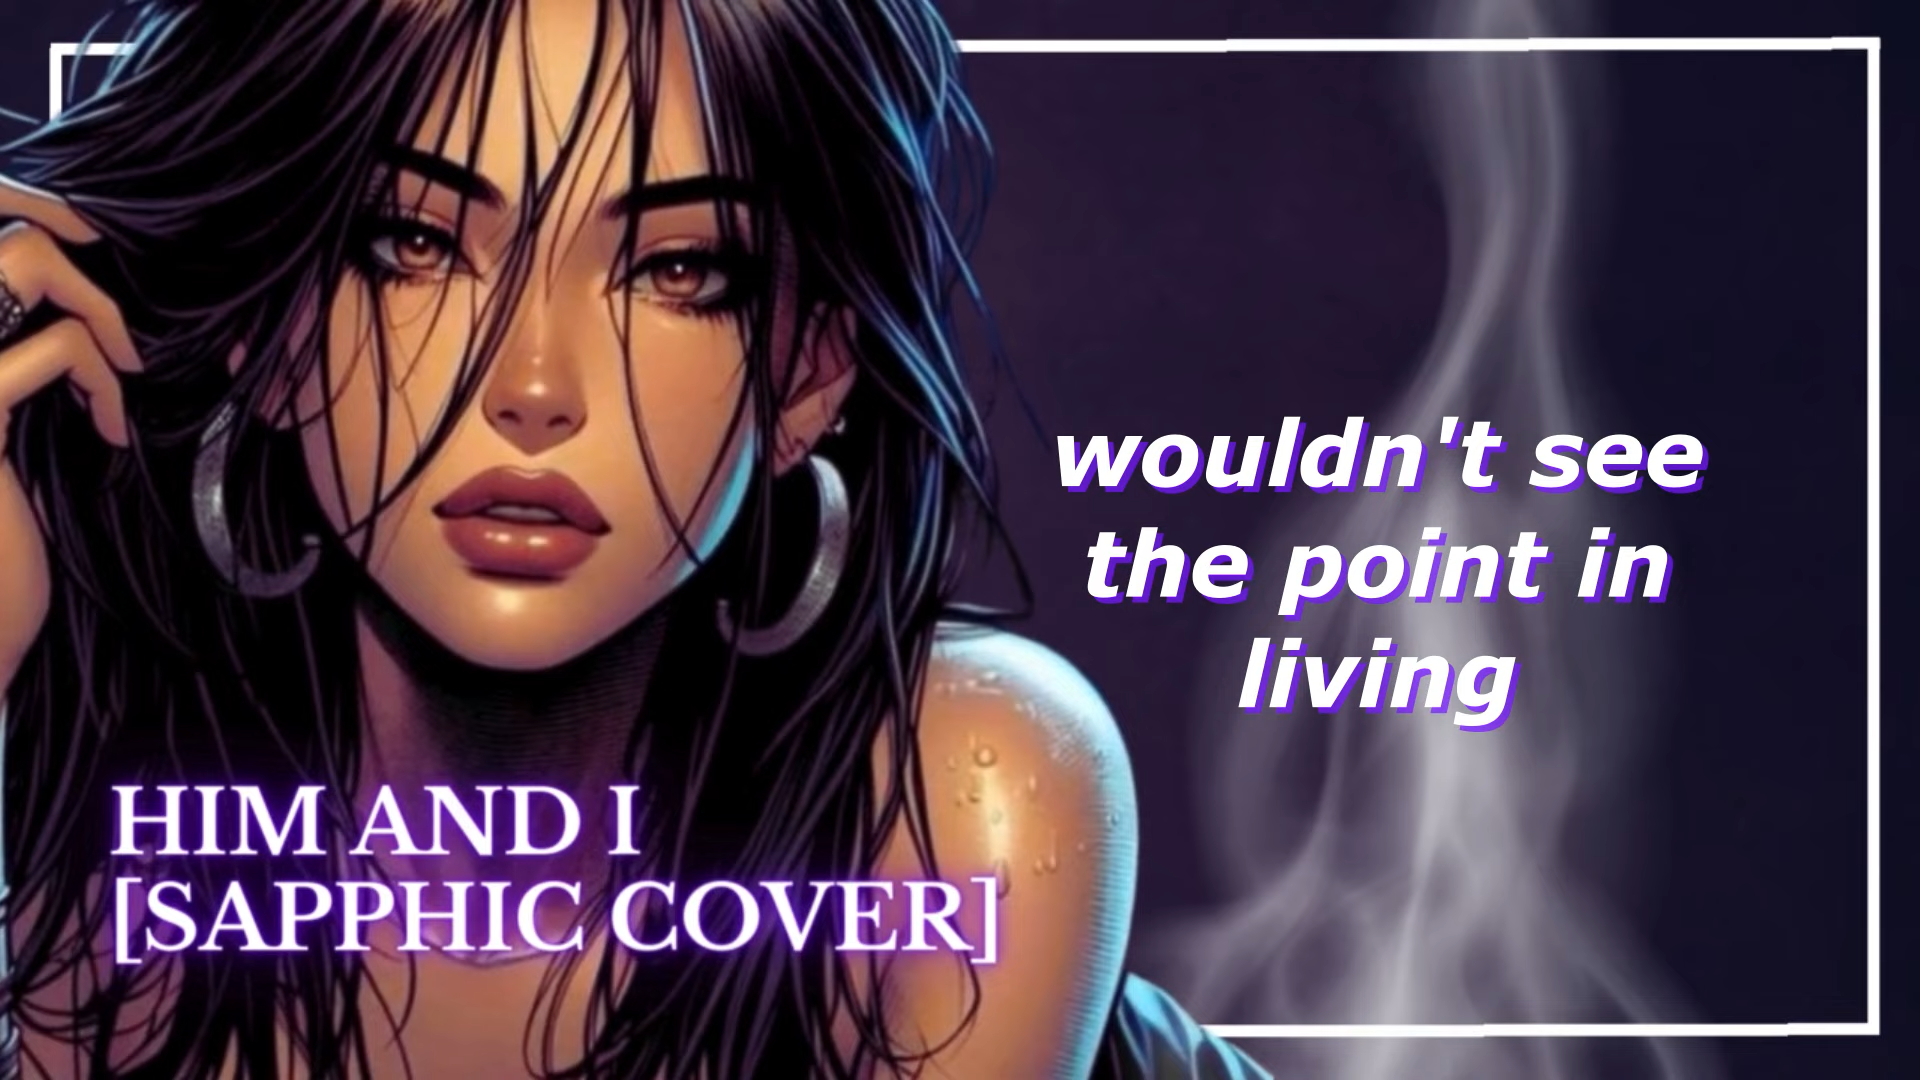 wouldn't see
the point in
living
HIM AND I
[SAPPHIC COVER]